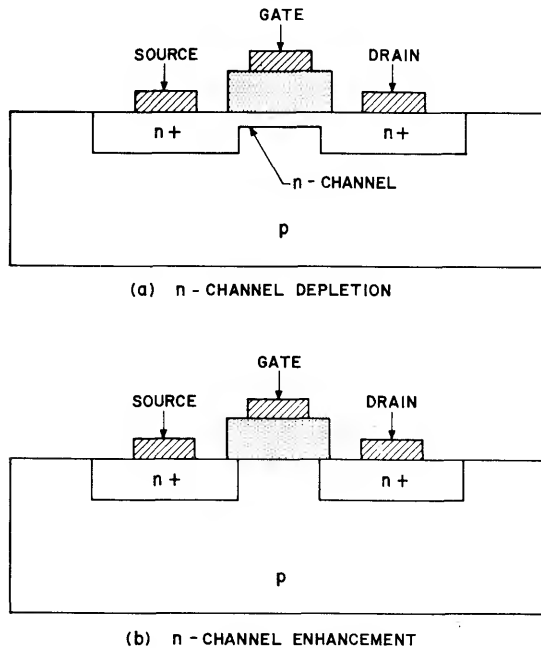 GATE
SOURCE
DRAIN
n+
n+
n - CHANNEL
p
(a) n - CHANNEL DEPLETION
GATE
SOURCE
DRAIN
n+
n+
p
(b) n - CHANNEL ENHANCEMENT